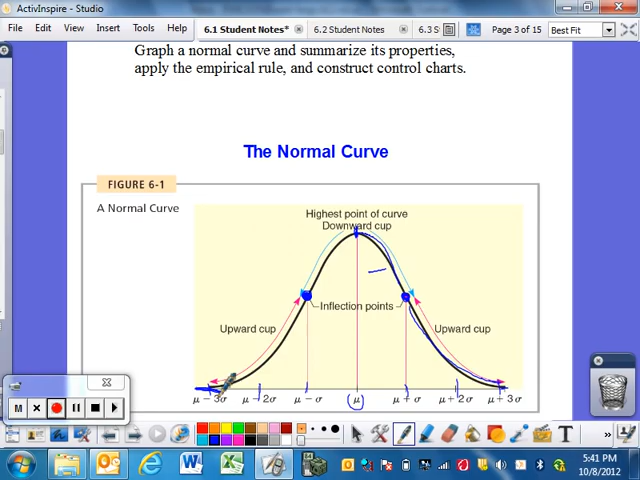 ActivInspire - Studio
File Edit View Insert Tools Help 6.1 Student Notes* 6.2 Student Notes Page 3 of 15 Best Fit
Graph a normal curve and summarize its properties,
apply the empirical rule, and construct control charts.
The Normal Curve
FIGURE 6-1
A Normal Curve
Highest point of curve
Downward cup
Inflection points
Upward cup Upward cup
μ − 3σ μ − 2σ μ − σ μ μ + σ μ + 2σ μ + 3σ
M
T
W
5:41 PM
10/8/2012